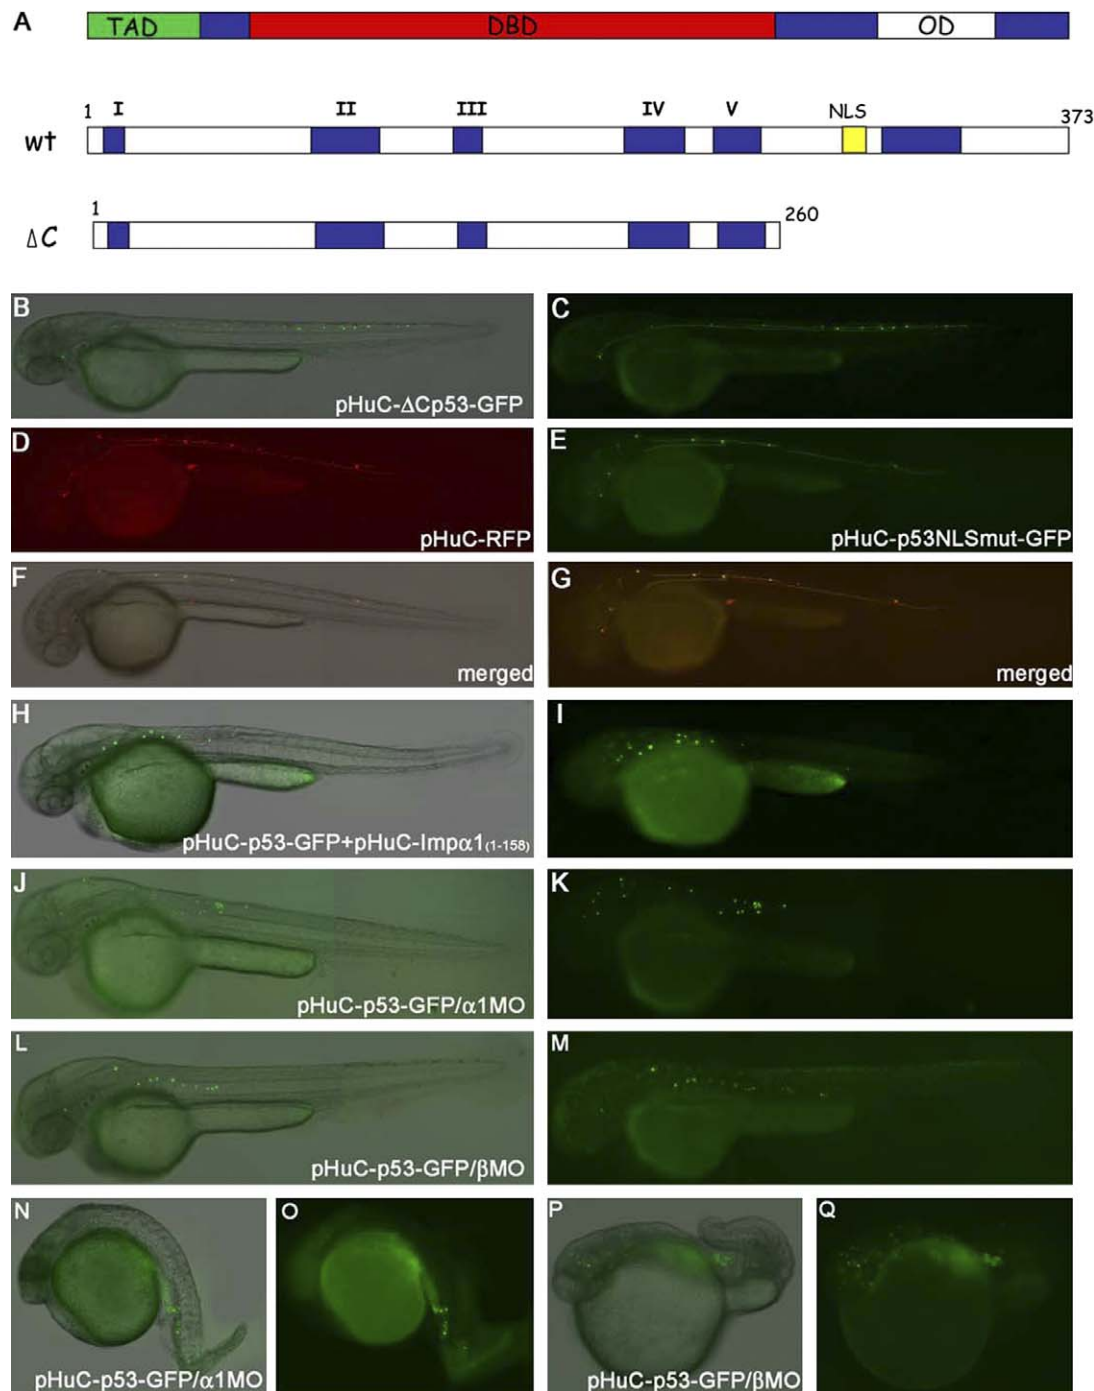 A
TAD DBD OD
I II III IV V NLS
1 373
wt
1 260
ΔC
B C
pHuC-ΔCp53-GFP
D E
pHuC-RFP pHuC-p53NLSmut-GFP
F G
merged merged
H I
pHuC-p53-GFP+pHuC-Impα1(1-158)
J K
pHuC-p53-GFP/α1MO
L M
pHuC-p53-GFP/βMO
N O P Q
pHuC-p53-GFP/α1MO pHuC-p53-GFP/βMO